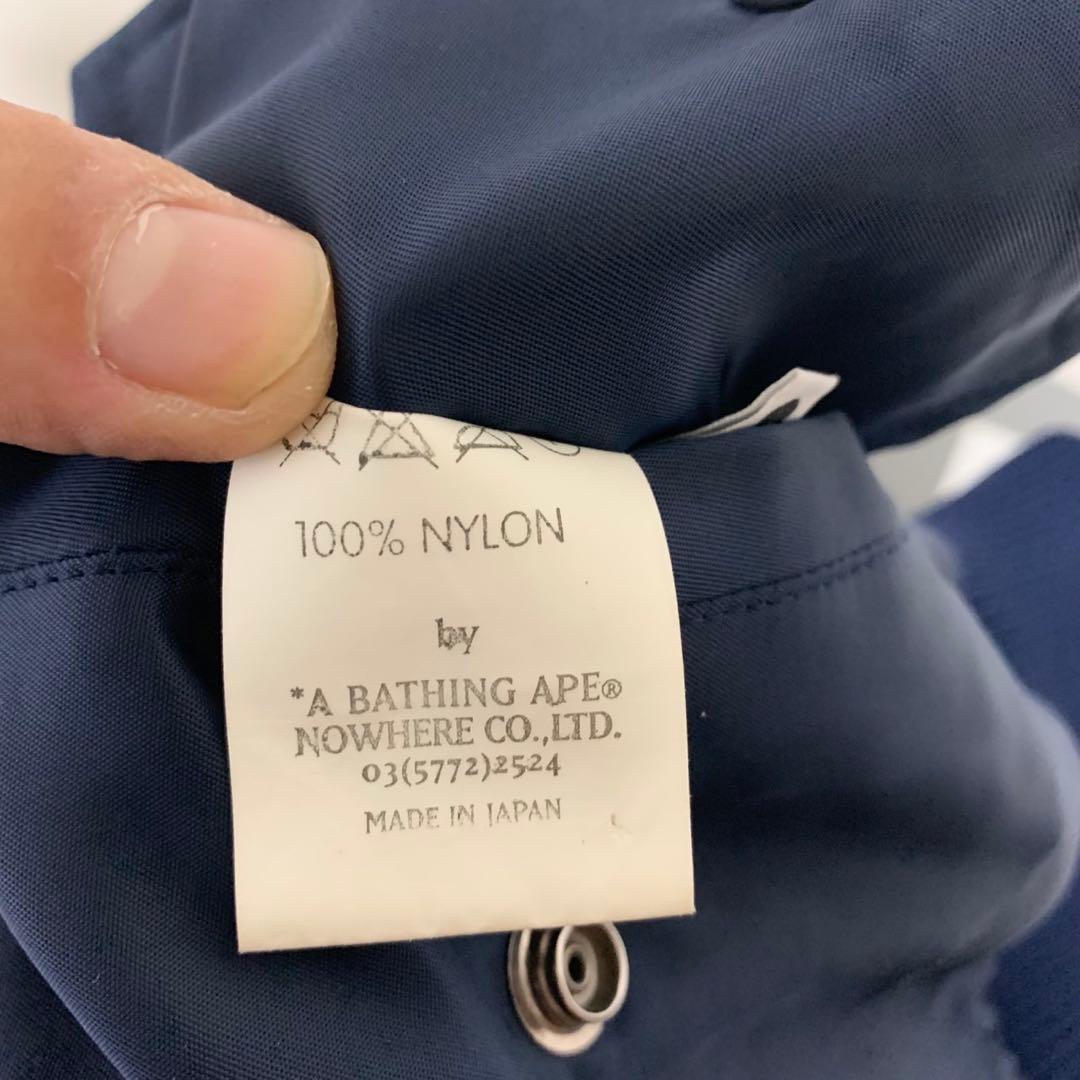 100% NYLON
by
*A BATHING APE®
NOWHERE CO.,LTD.
03(5772)2524
MADE IN JAPAN